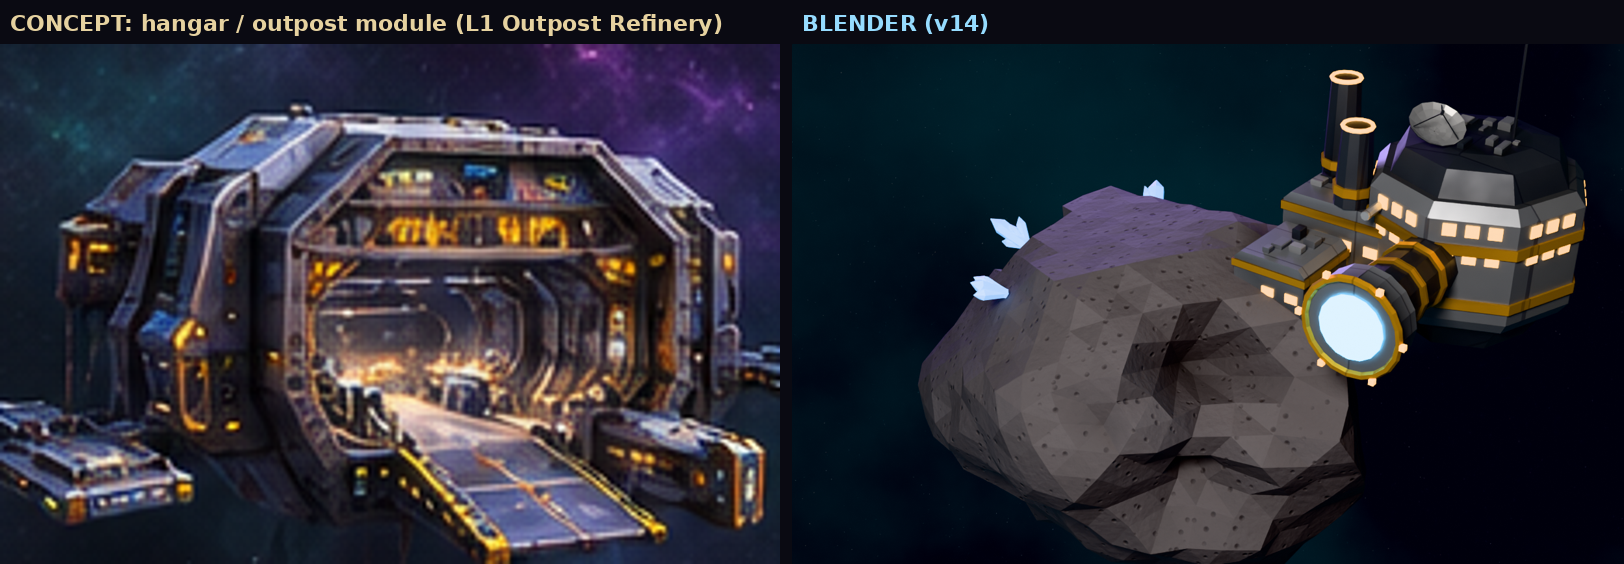 CONCEPT: hangar / outpost module (L1 Outpost Refinery)
BLENDER (v14)